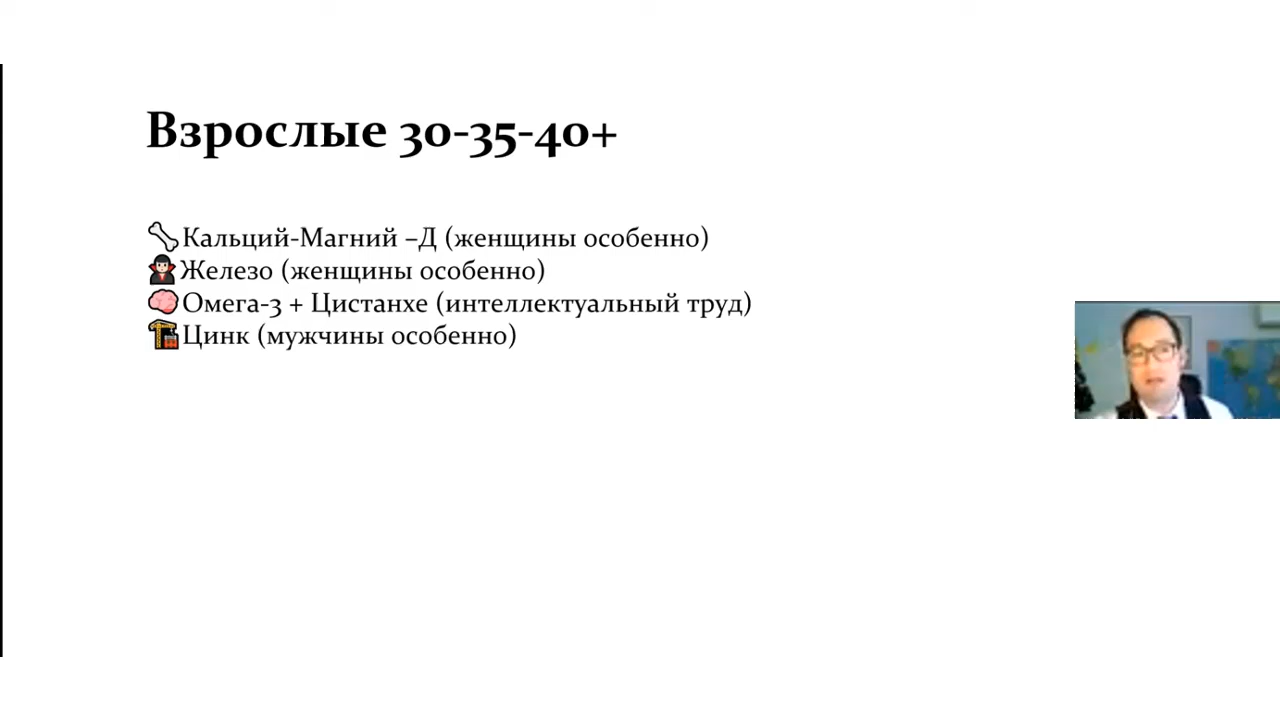 Взрослые 30-35-40+
Кальций-Магний –Д (женщины особенно)
Железо (женщины особенно)
Омега-3 + Цистанхе (интеллектуальный труд)
Цинк (мужчины особенно)